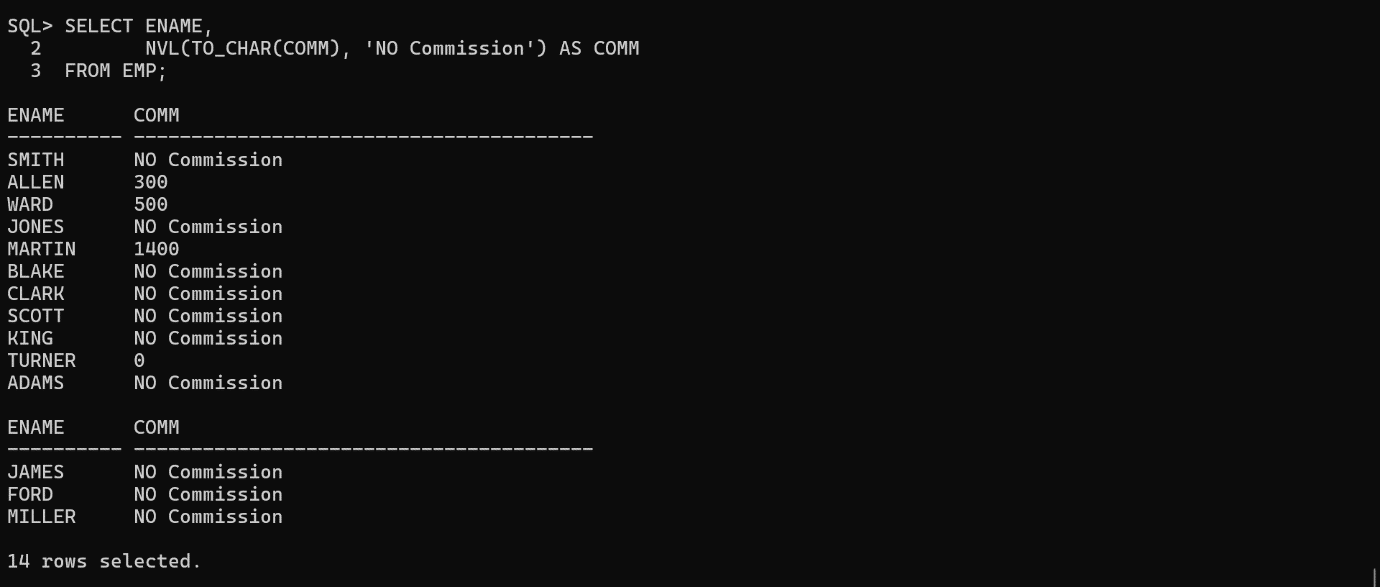 SQL> SELECT ENAME,
  2         NVL(TO_CHAR(COMM), 'NO Commission') AS COMM
  3  FROM EMP;

ENAME      COMM
---------- ----------------------------------------
SMITH      NO Commission
ALLEN      300
WARD       500
JONES      NO Commission
MARTIN     1400
BLAKE      NO Commission
CLARK      NO Commission
SCOTT      NO Commission
KING       NO Commission
TURNER     0
ADAMS      NO Commission

ENAME      COMM
---------- ----------------------------------------
JAMES      NO Commission
FORD       NO Commission
MILLER     NO Commission

14 rows selected.